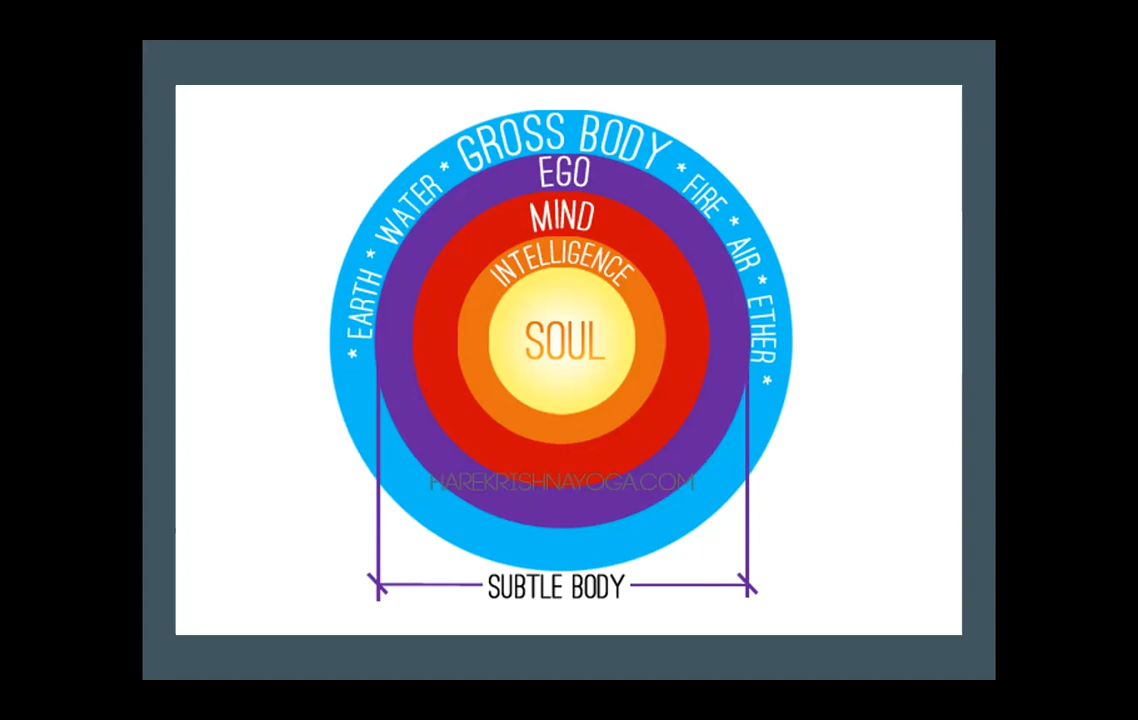 GROSS BODY
* EARTH * WATER *
* FIRE * AIR * ETHER *
EGO
MIND
INTELLIGENCE
SOUL
HAREKRISHNAYOGA.COM
SUBTLE BODY